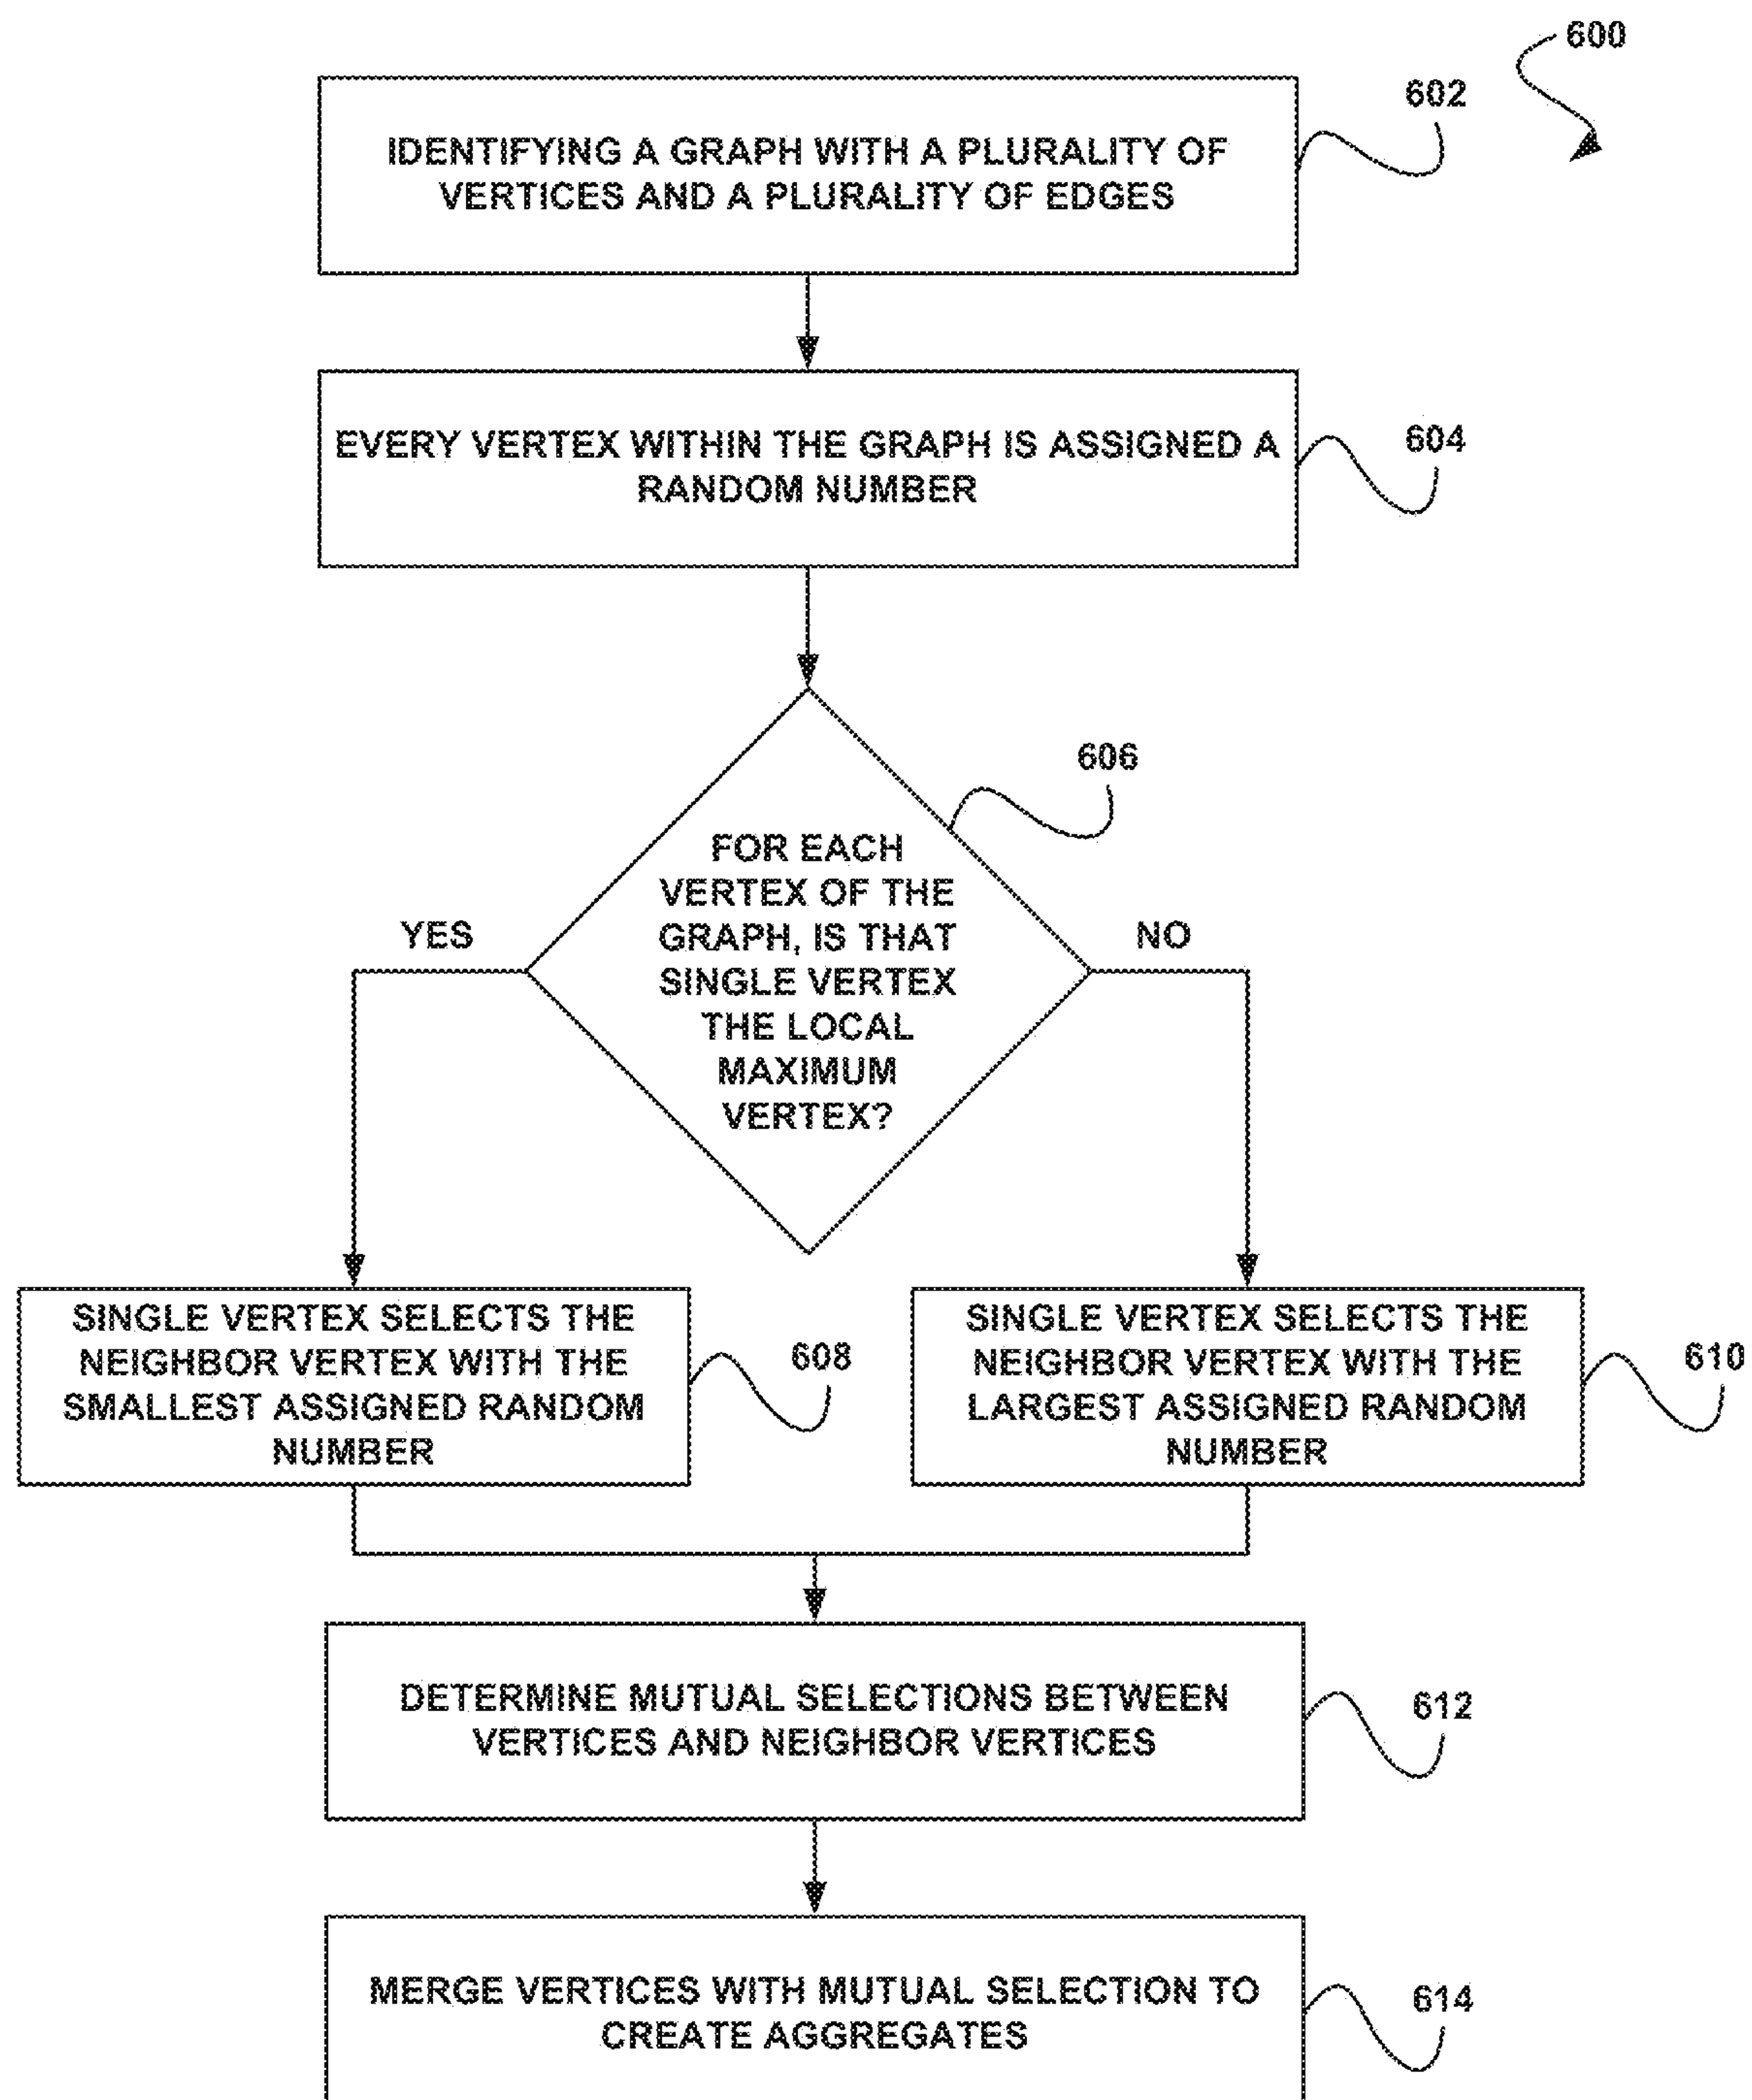 600
602
IDENTIFYING A GRAPH WITH A PLURALITY OF
VERTICES AND A PLURALITY OF EDGES
604
EVERY VERTEX WITHIN THE GRAPH IS ASSIGNED A
RANDOM NUMBER
606
FOR EACH
VERTEX OF THE
GRAPH, IS THAT
SINGLE VERTEX
THE LOCAL
MAXIMUM
VERTEX?
YES
NO
SINGLE VERTEX SELECTS THE
NEIGHBOR VERTEX WITH THE
SMALLEST ASSIGNED RANDOM
NUMBER
608
SINGLE VERTEX SELECTS THE
NEIGHBOR VERTEX WITH THE
LARGEST ASSIGNED RANDOM
NUMBER
610
DETERMINE MUTUAL SELECTIONS BETWEEN
VERTICES AND NEIGHBOR VERTICES
612
MERGE VERTICES WITH MUTUAL SELECTION TO
CREATE AGGREGATES
614